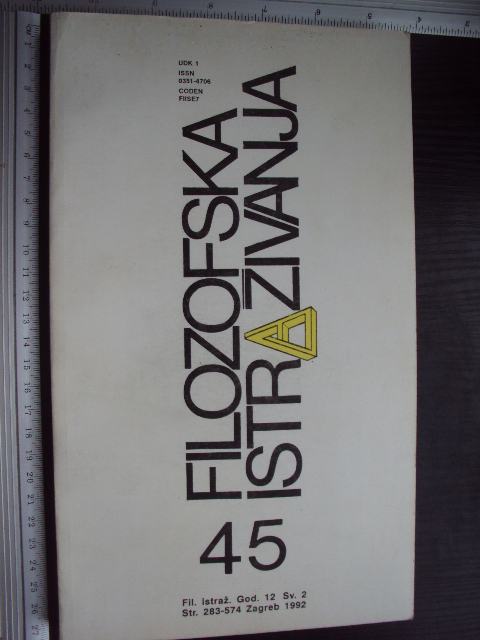 UDK 1
ISSN
0351-4706
CODEN
FIISE7
FILOZOFSKA
ISTRAŽIVANJA
45
Fil. istraž. God. 12 Sv. 2
Str. 283-574 Zagreb 1992